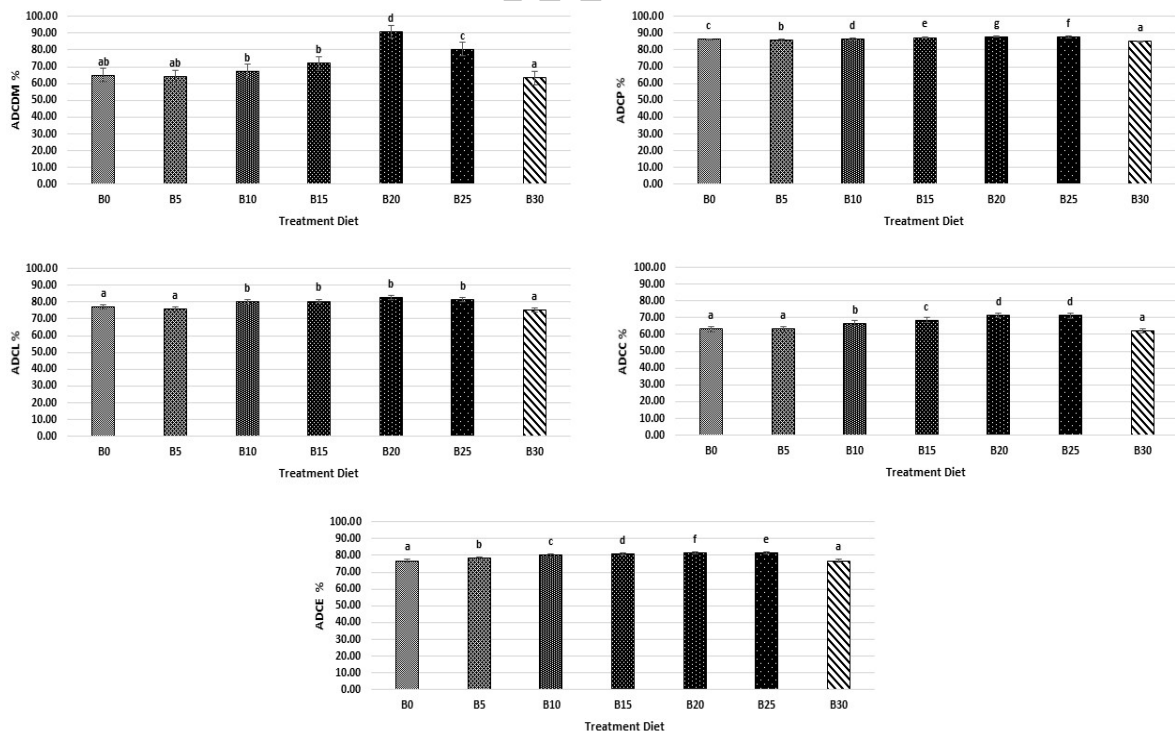 100.00
90.00
80.00
70.00
60.00
50.00
40.00
30.00
20.00
10.00
0.00
ADCDM %
ab ab b b d c a
B0 B5 B10 B15 B20 B25 B30
Treatment Diet
100.00
90.00
80.00
70.00
60.00
50.00
40.00
30.00
20.00
10.00
0.00
ADCP %
c b d e g f a
B0 B5 B10 B15 B20 B25 B30
Treatment Diet
100.00
90.00
80.00
70.00
60.00
50.00
40.00
30.00
20.00
10.00
0.00
ADCL %
a a b b b b a
B0 B5 B10 B15 B20 B25 B30
Treatment Diet
100.00
90.00
80.00
70.00
60.00
50.00
40.00
30.00
20.00
10.00
0.00
ADCC %
a a b c d d a
B0 B5 B10 B15 B20 B25 B30
Treatment Diet
100.00
90.00
80.00
70.00
60.00
50.00
40.00
30.00
20.00
10.00
0.00
ADCE %
a b c d f e a
B0 B5 B10 B15 B20 B25 B30
Treatment Diet